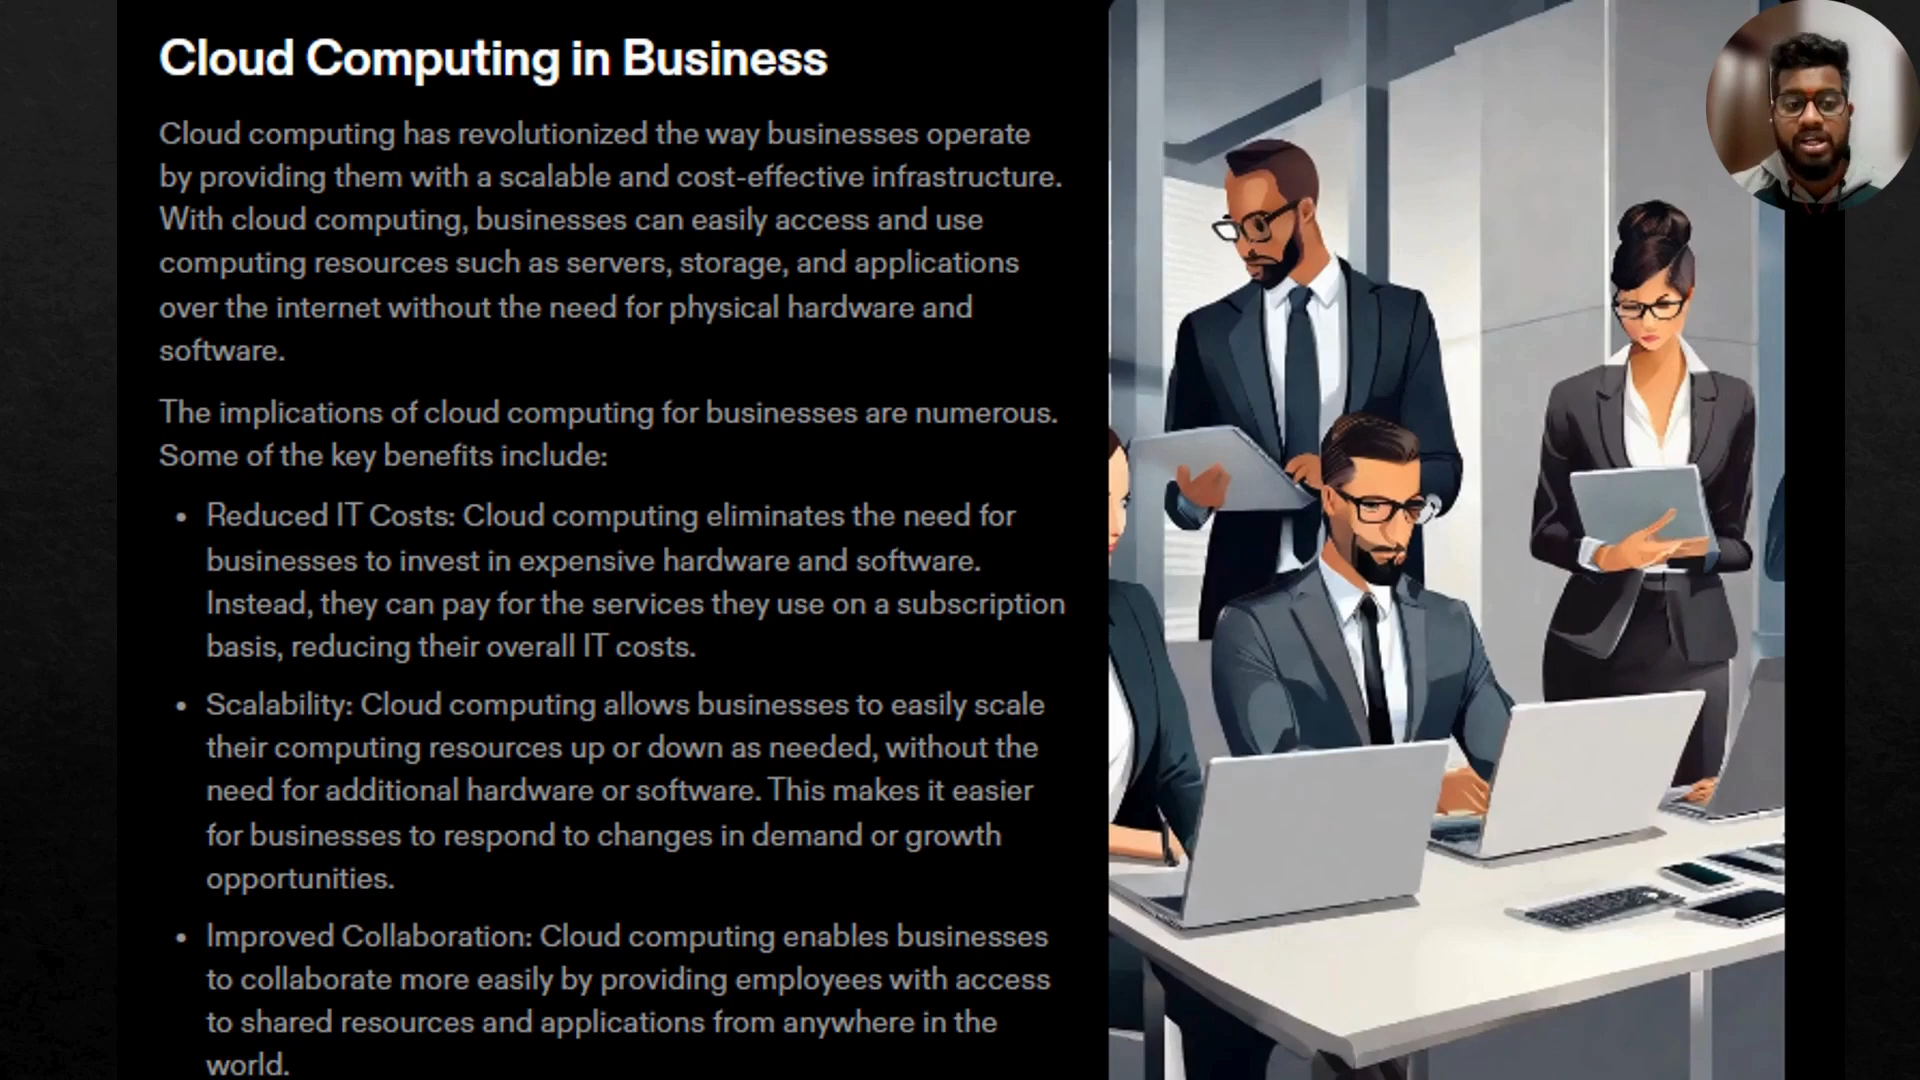 Cloud Computing in Business
Cloud computing has revolutionized the way businesses operate
by providing them with a scalable and cost-effective infrastructure.
With cloud computing, businesses can easily access and use
computing resources such as servers, storage, and applications
over the internet without the need for physical hardware and
software.
The implications of cloud computing for businesses are numerous.
Some of the key benefits include:
• Reduced IT Costs: Cloud computing eliminates the need for
businesses to invest in expensive hardware and software.
Instead, they can pay for the services they use on a subscription
basis, reducing their overall IT costs.
• Scalability: Cloud computing allows businesses to easily scale
their computing resources up or down as needed, without the
need for additional hardware or software. This makes it easier
for businesses to respond to changes in demand or growth
opportunities.
• Improved Collaboration: Cloud computing enables businesses
to collaborate more easily by providing employees with access
to shared resources and applications from anywhere in the
world.